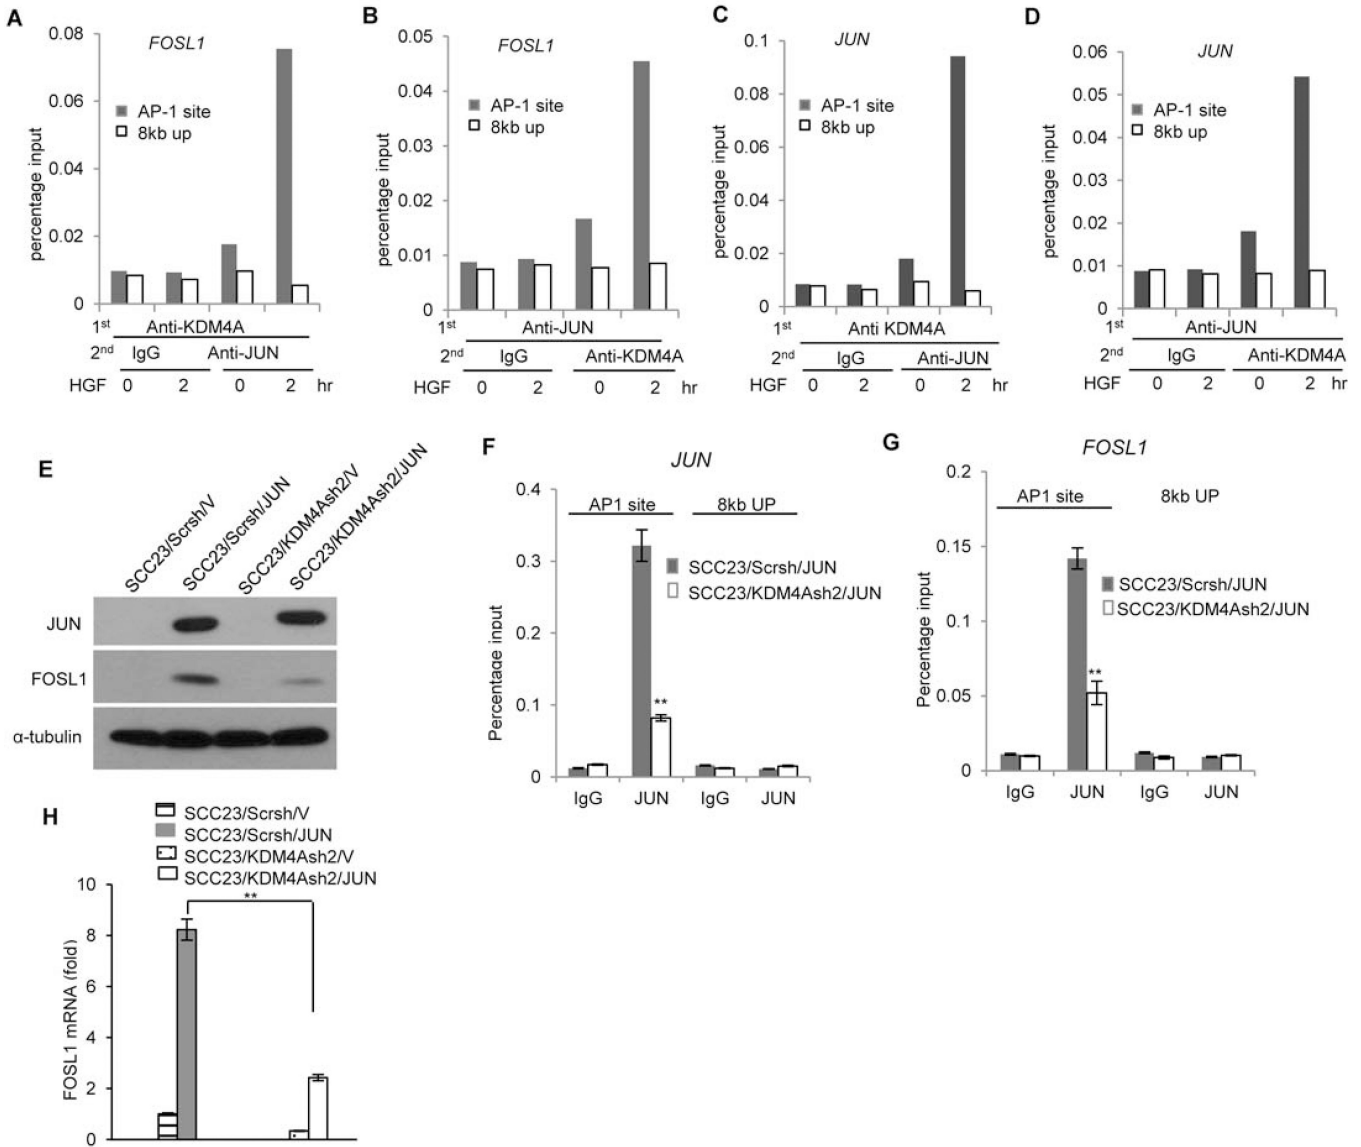 A
FOSL1
percentage input
0.08
0.06
0.04
0.02
0
AP-1 site
8kb up
1st Anti-KDM4A
2nd IgG Anti-JUN
HGF 0 2 0 2 hr
B
FOSL1
percentage input
0.05
0.04
0.03
0.02
0.01
0
AP-1 site
8kb up
1st Anti-JUN
2nd IgG Anti-KDM4A
HGF 0 2 0 2 hr
C
JUN
percentage input
0.1
0.08
0.06
0.04
0.02
0
AP-1 site
8kb up
1st Anti KDM4A
2nd IgG Anti-JUN
HGF 0 2 0 2 hr
D
JUN
percentage input
0.06
0.05
0.04
0.03
0.02
0.01
0
AP-1 site
8kb up
1st Anti-JUN
2nd IgG Anti-KDM4A
HGF 0 2 0 2 hr
E
SCC23/Scrsh/V
SCC23/Scrsh/JUN
SCC23/KDM4Ash2/V
SCC23/KDM4Ash2/JUN
JUN
FOSL1
α-tubulin
F
JUN
Percentage input
0.4
0.3
0.2
0.1
0
AP1 site 8kb UP
SCC23/Scrsh/JUN
SCC23/KDM4Ash2/JUN
**
IgG JUN IgG JUN
G
FOSL1
Percentage input
0.2
0.15
0.1
0.05
0
AP1 site 8kb UP
SCC23/Scrsh/JUN
SCC23/KDM4Ash2/JUN
**
IgG JUN IgG JUN
H
SCC23/Scrsh/V
SCC23/Scrsh/JUN
SCC23/KDM4Ash2/V
SCC23/KDM4Ash2/JUN
FOSL1 mRNA (fold)
10
8
6
4
2
0
**